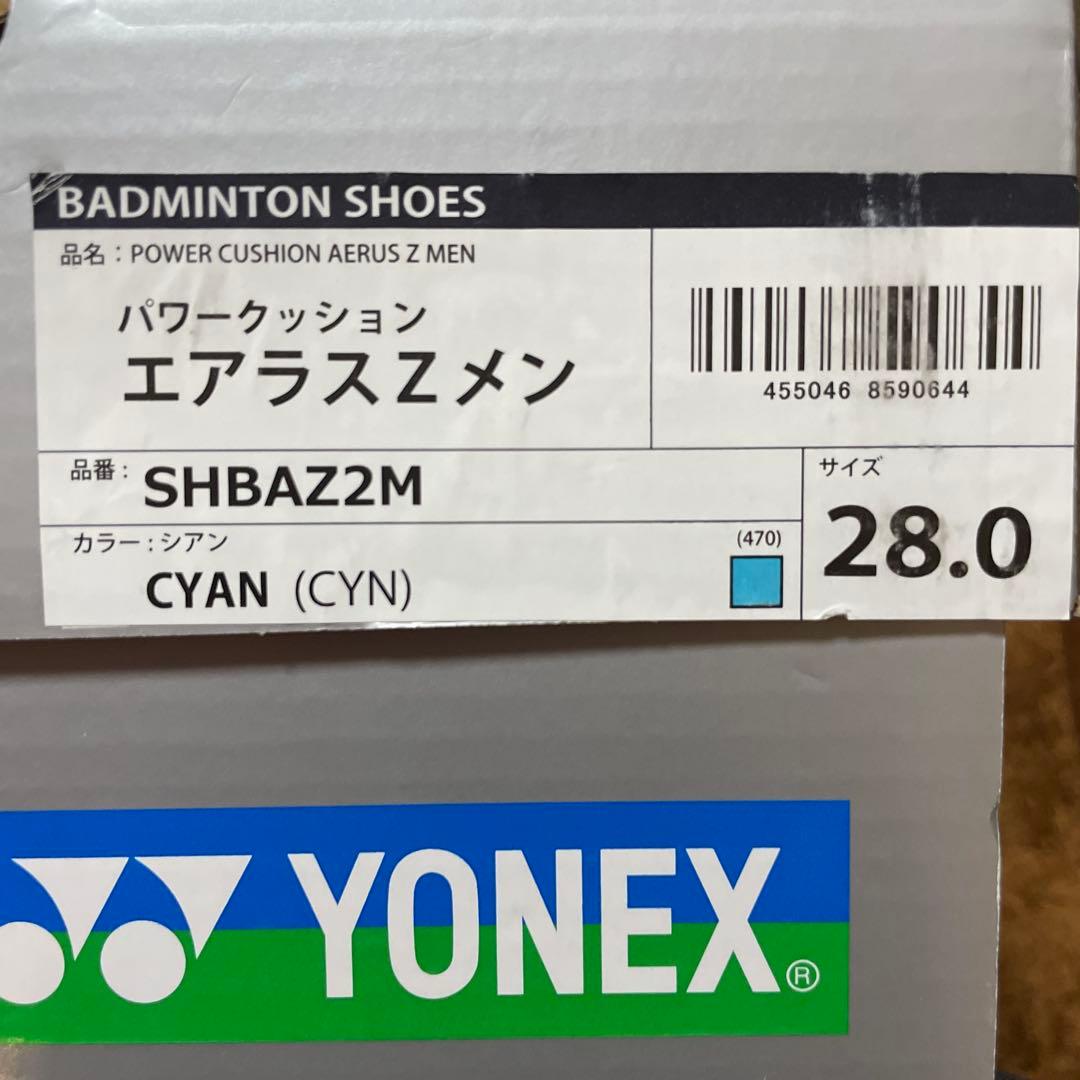 BADMINTON SHOES
品名：POWER CUSHION AERUS Z MEN
パワークッション
エアラスZメン
455046 8590644
品番：SHBAZ2M
サイズ
28.0
カラー：シアン
(470)
CYAN (CYN)
YONEX®